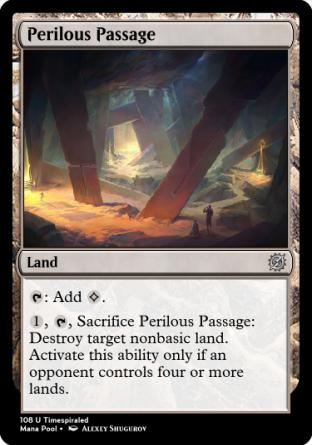 Perilous Passage
Land
: Add .
1, , Sacrifice Perilous Passage:
Destroy target nonbasic land.
Activate this ability only if an
opponent controls four or more
lands.
108 U Timespiraled
Mana Pool • Alexey Shugurov